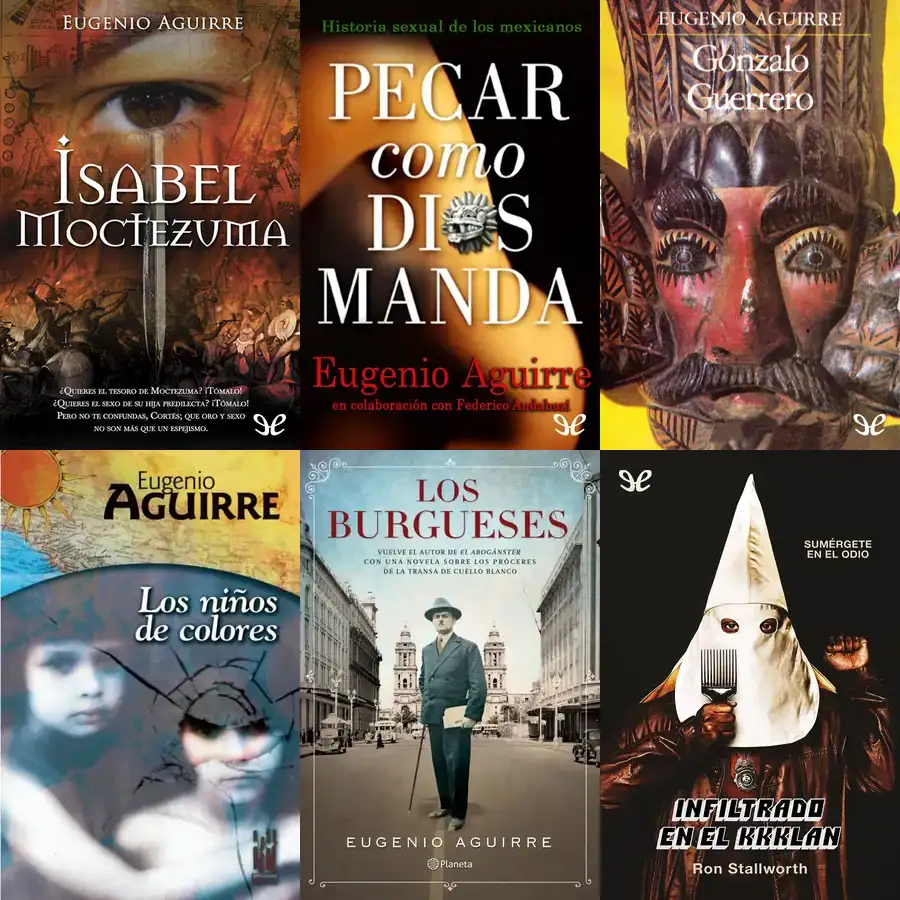 EUGENIO AGUIRRE
ISABEL
MOCTEZUMA
¿QUIERES EL TESORO DE MOCTEZUMA? ¡TÓMALO!
¿QUIERES EL SEXO DE SU HIJA PREDILECTA? ¡TÓMALO!
PERO NO TE CONFUNDAS, CORTÉS; QUE ORO Y SEXO
NO SON MÁS QUE UN ESPEJISMO.
Historia sexual de los mexicanos
PECAR
como
DIOS
MANDA
Eugenio Aguirre
en colaboración con Federico Andahazi
EUGENIO AGUIRRE
Gonzalo
Guerrero
Eugenio
AGUIRRE
Los niños
de colores
LOS
BURGUESES
VUELVE EL AUTOR DE EL ABOGÁNSTER
CON UNA NOVELA SOBRE LOS PRÓCERES
DE LA TRANSA DE CUELLO BLANCO
EUGENIO AGUIRRE
Planeta
SUMÉRGETE
EN EL ODIO
INFILTRADO
EN EL KKKLAN
Ron Stallworth